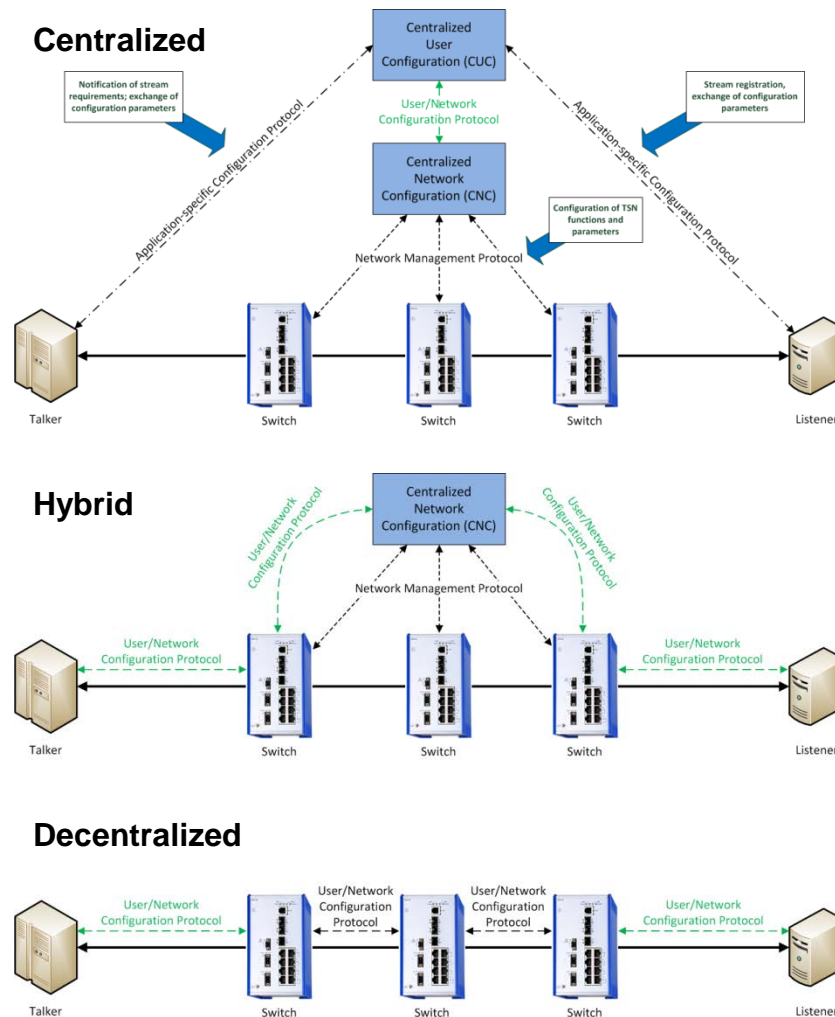 Centralized
Centralized
User
Configuration (CUC)
Notification of stream
requirements; exchange of
configuration parameters
Stream registration,
exchange of configuration
parameters
User/Network
Configuration Protocol
Application-specific Configuration Protocol
Application-specific Configuration Protocol
Centralized
Network
Configuration (CNC)
Configuration of TSN
functions and
parameters
Network Management Protocol
Talker
Switch
Switch
Switch
Listener
Hybrid
Centralized
Network
Configuration (CNC)
User/Network
Configuration Protocol
User/Network
Configuration Protocol
Network Management Protocol
User/Network
Configuration Protocol
User/Network
Configuration Protocol
Talker
Switch
Switch
Switch
Listener
Decentralized
User/Network
Configuration Protocol
User/Network
Configuration
Protocol
User/Network
Configuration
Protocol
User/Network
Configuration Protocol
Talker
Switch
Switch
Switch
Listener